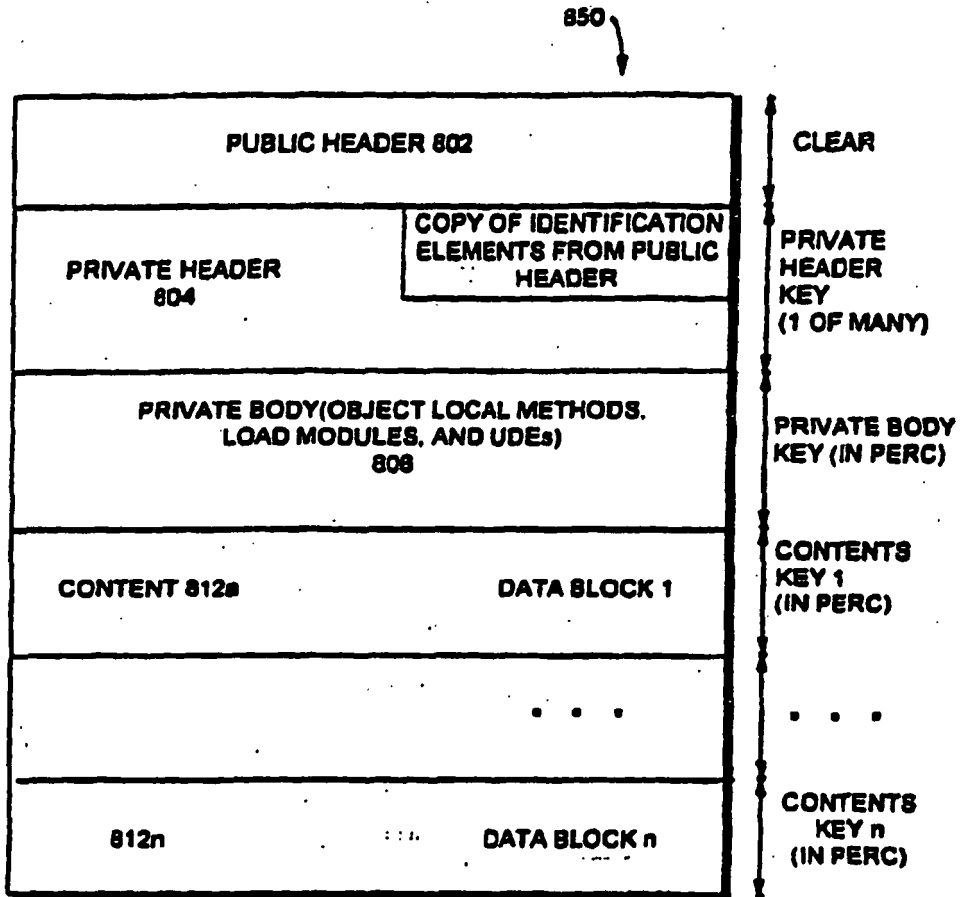 850
PUBLIC HEADER 802
CLEAR
PRIVATE HEADER
804
COPY OF IDENTIFICATION
ELEMENTS FROM PUBLIC
HEADER
PRIVATE
HEADER
KEY
(1 OF MANY)
PRIVATE BODY(OBJECT LOCAL METHODS,
LOAD MODULES, AND UDEs)
806
PRIVATE BODY
KEY (IN PERC)
CONTENT 812a
DATA BLOCK 1
CONTENTS
KEY 1
(IN PERC)
. . .
. . .
812n
DATA BLOCK n
CONTENTS
KEY n
(IN PERC)